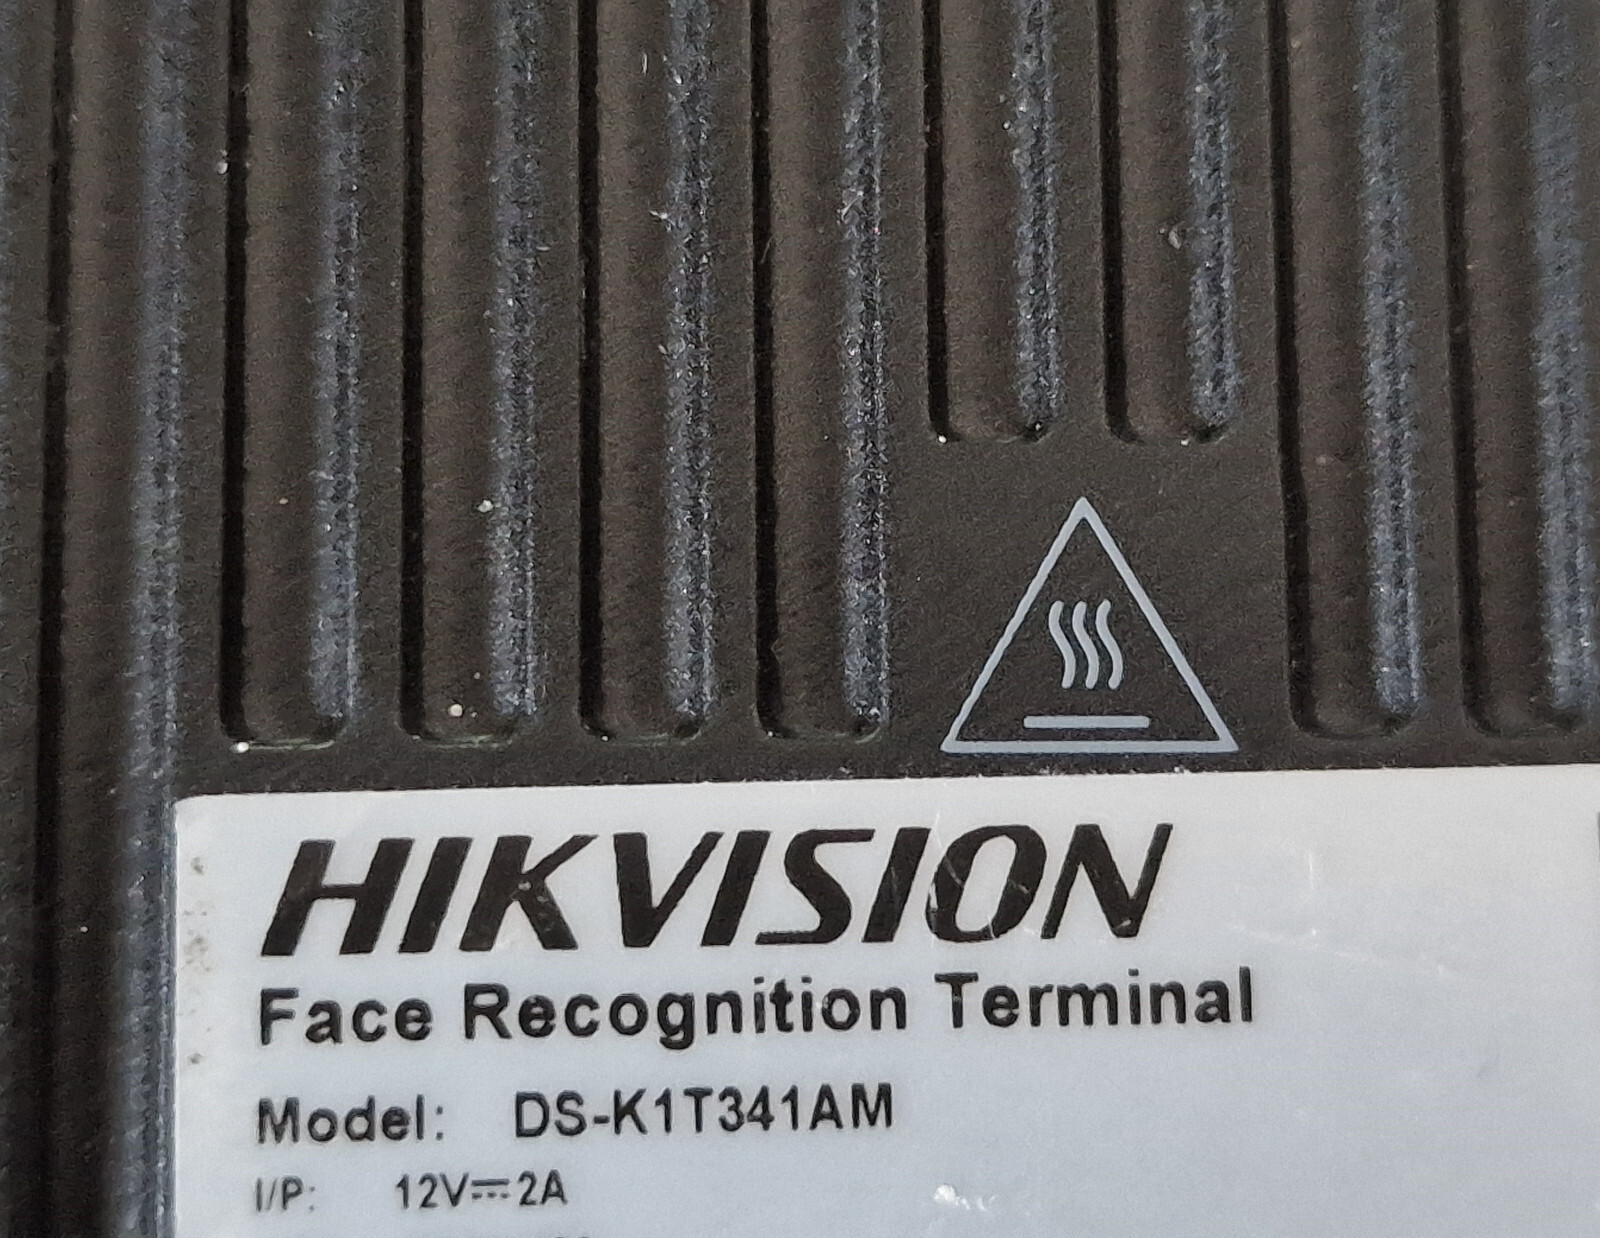 HIKVISION
Face Recognition Terminal
Model: DS-K1T341AM
I/P: 12V⎓2A